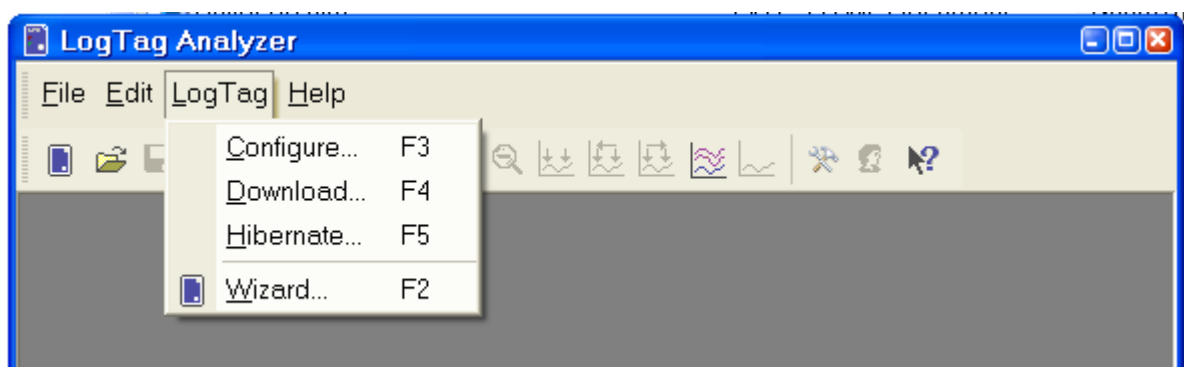 LogTag Analyzer
File Edit LogTag Help
Configure... F3
Download... F4
Hibernate... F5
Wizard... F2